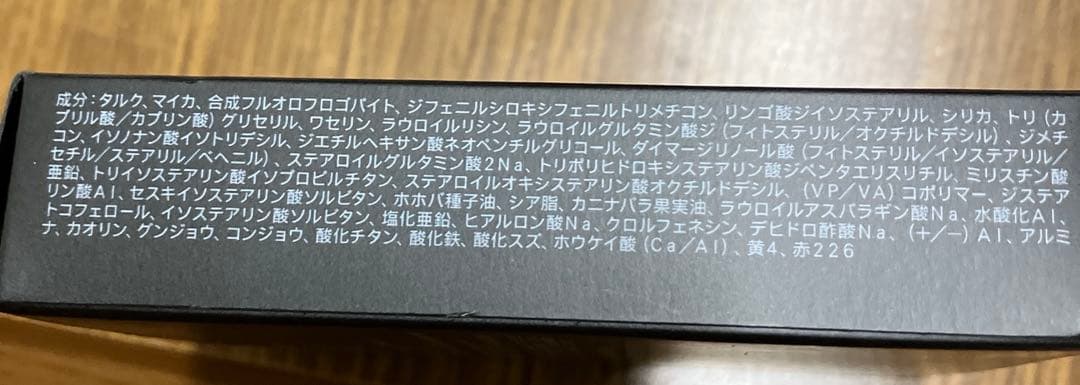 成分:タルク、マイカ、合成フルオロフロゴパイト、ジフェニルシロキシフェニルトリメチコン、リンゴ酸ジイソステアリル、シリカ、トリ(カ
プリル酸/カプリン酸)グリセリル、ワセリン、ラウロイルリシン、ラウロイルグルタミン酸ジ(フィトステリル/オクチルドデシル)、ジメチ
コン、イソノナン酸イソトリデシル、ジエチルヘキサン酸ネオペンチルグリコール、ダイマージリノール酸(フィトステリル/イソステアリル/
セチル/ステアリル/ベヘニル)、ステアロイルグルタミン酸2Na、トリポリヒドロキシステアリン酸ジペンタエリスリチル、ミリスチン酸
亜鉛、トリイソステアリン酸イソプロピルチタン、ステアロイルオキシステアリン酸オクチルドデシル、(VP/VA)コポリマー、ジステア
リン酸Al、セスキイソステアリン酸ソルビタン、ホホバ種子油、シア脂、カニナバラ果実油、ラウロイルアスパラギン酸Na、水酸化Al、
トコフェロール、イソステアリン酸ソルビタン、塩化亜鉛、ヒアルロン酸Na、クロルフェネシン、デヒドロ酢酸Na、(+/−)Al、アルミ
ナ、カオリン、グンジョウ、コンジョウ、酸化チタン、酸化鉄、酸化スズ、ホウケイ酸(Ca/Al)、黄4、赤226